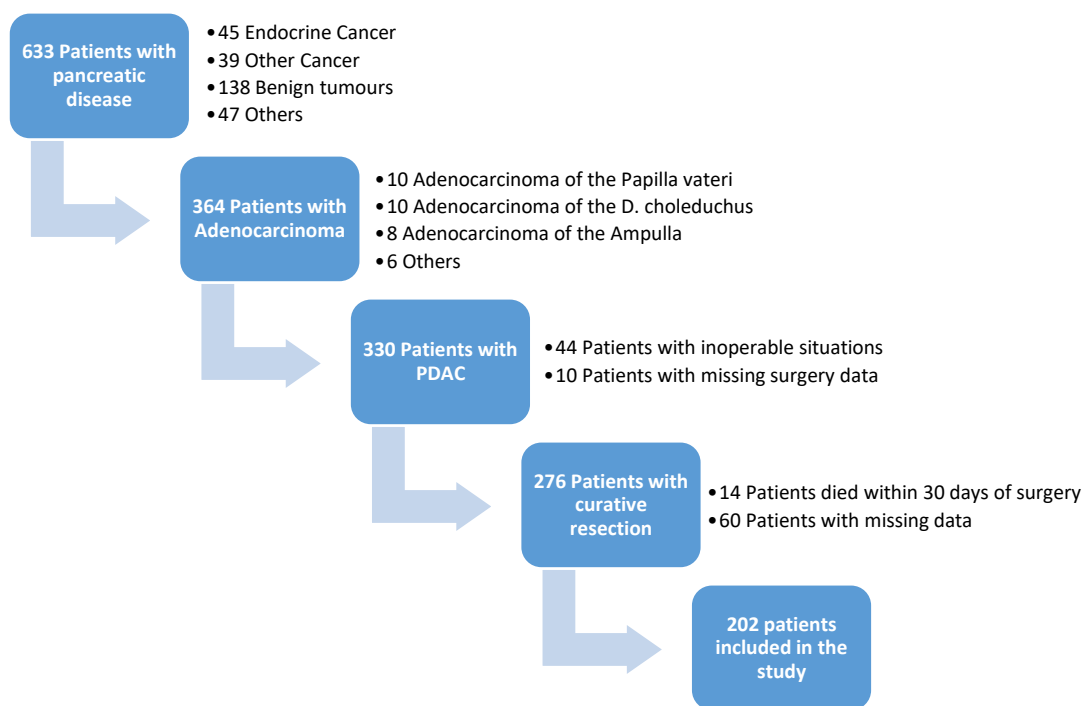 633 Patients with
pancreatic
disease
•45 Endocrine Cancer
•39 Other Cancer
•138 Benign tumours
•47 Others
364 Patients with
Adenocarcinoma
•10 Adenocarcinoma of the Papilla vateri
•10 Adenocarcinoma of the D. choleduchus
•8 Adenocarcinoma of the Ampulla
•6 Others
330 Patients with
PDAC
•44 Patients with inoperable situations
•10 Patients with missing surgery data
276 Patients with
curative
resection
•14 Patients died within 30 days of surgery
•60 Patients with missing data
202 patients
included in the
study